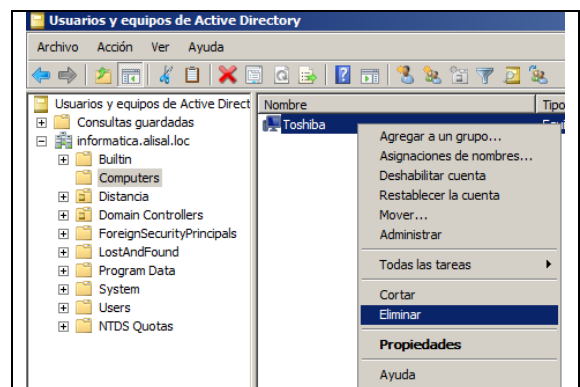 Usuarios y equipos de Active Directory
Archivo Acción Ver Ayuda
Usuarios y equipos de Active Direct
Consultas guardadas
informatica.alisal.loc
Builtin
Computers
Distancia
Domain Controllers
ForeignSecurityPrincipals
LostAndFound
Program Data
System
Users
NTDS Quotas
Nombre Tipo
Toshiba
Agregar a un grupo...
Asignaciones de nombres...
Deshabilitar cuenta
Restablecer la cuenta
Mover...
Administrar
Todas las tareas
Cortar
Eliminar
Propiedades
Ayuda